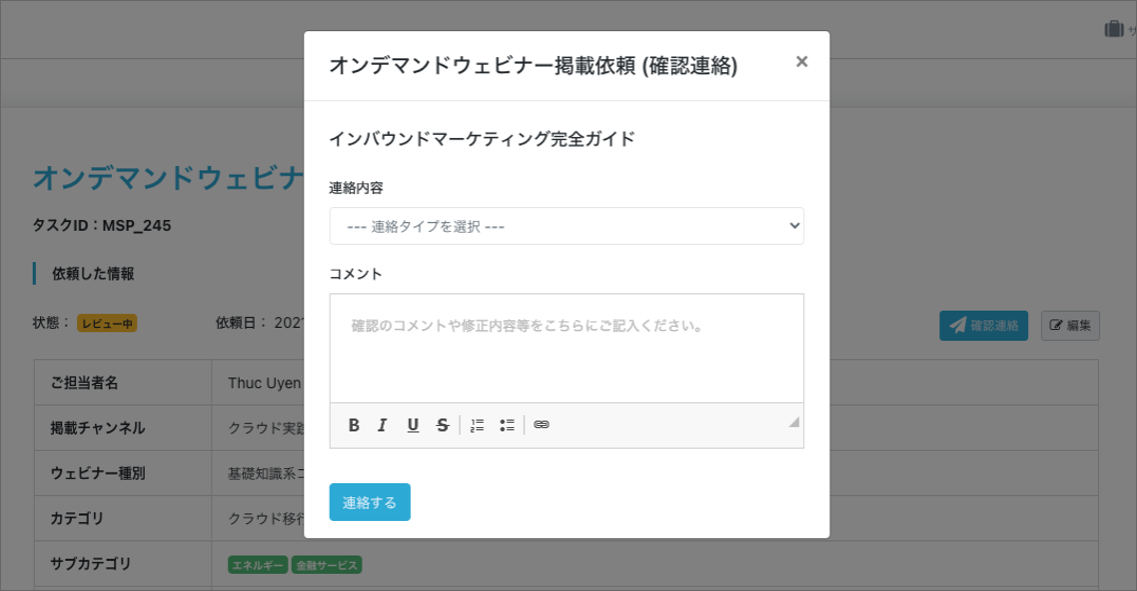 サ
オンデマンドウェビナー掲載依頼 (確認連絡)
×
インバウンドマーケティング完全ガイド
連絡内容
--- 連絡タイプを選択 ---
コメント
確認のコメントや修正内容等をこちらにご記入ください。
B I U S
連絡する
オンデマンドウェビナ
タスクID：MSP_245
依頼した情報
状態： レビュー中 依頼日： 202
確認連絡 編集
ご担当者名 Thuc Uyen
掲載チャンネル クラウド実践
ウェビナー種別 基礎知識系コ
カテゴリ クラウド移行
サブカテゴリ エネルギー 金融サービス